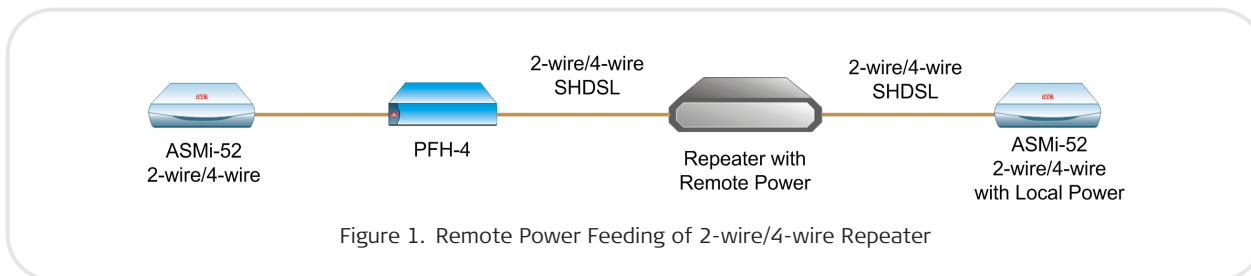 2-wire/4-wire
SHDSL
2-wire/4-wire
SHDSL
ASMi-52
2-wire/4-wire
PFH-4
Repeater with
Remote Power
ASMi-52
2-wire/4-wire
with Local Power
Figure 1. Remote Power Feeding of 2-wire/4-wire Repeater